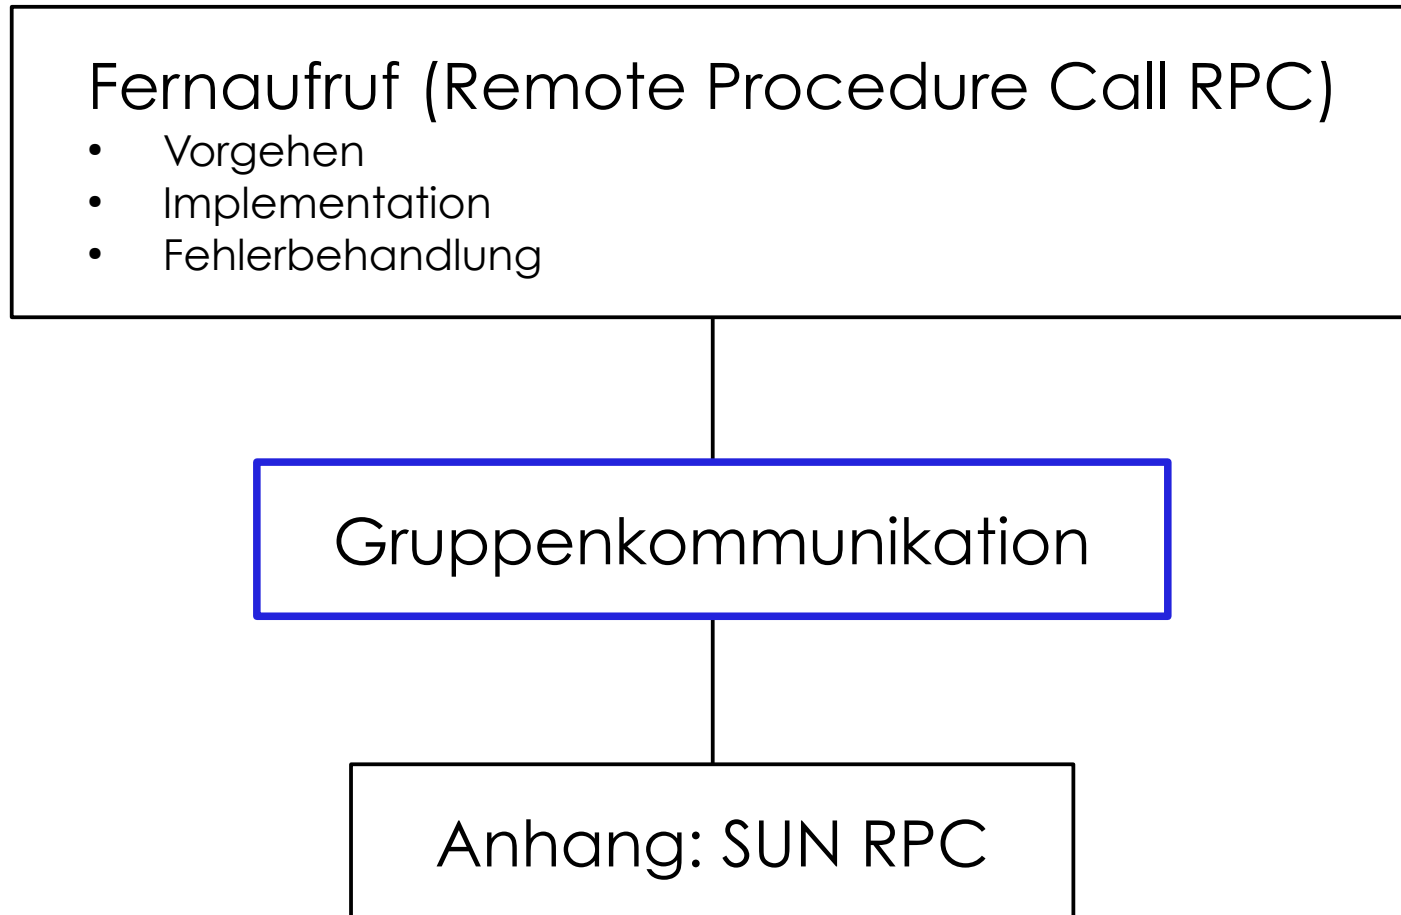 Fernaufruf (Remote Procedure Call RPC)
• Vorgehen
• Implementation
• Fehlerbehandlung
Gruppenkommunikation
Anhang: SUN RPC